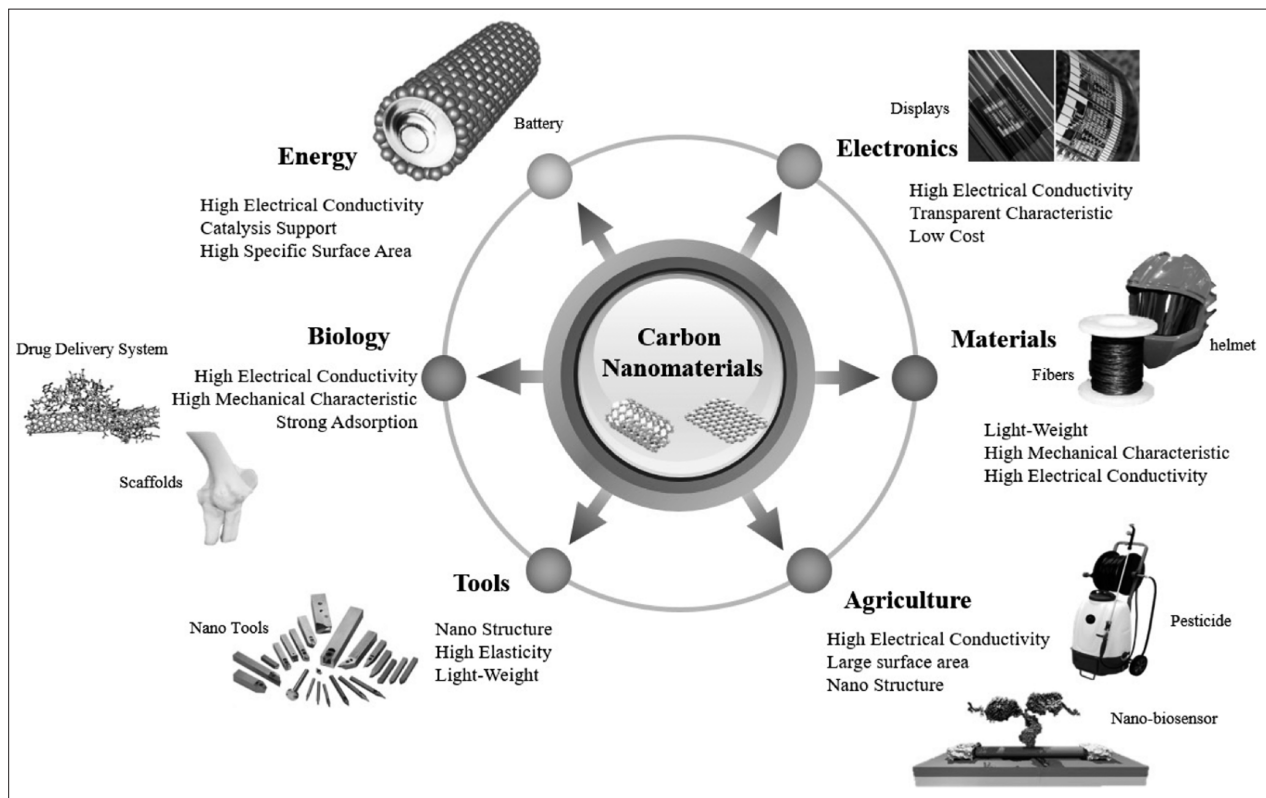 Carbon
Nanomaterials
Energy
Battery
High Electrical Conductivity
Catalysis Support
High Specific Surface Area
Displays
Electronics
High Electrical Conductivity
Transparent Characteristic
Low Cost
Materials
Fibers
helmet
Light-Weight
High Mechanical Characteristic
High Electrical Conductivity
Biology
Drug Delivery System
High Electrical Conductivity
High Mechanical Characteristic
Strong Adsorption
Scaffolds
Tools
Nano Tools
Nano Structure
High Elasticity
Light-Weight
Agriculture
High Electrical Conductivity
Large surface area
Nano Structure
Pesticide
Nano-biosensor